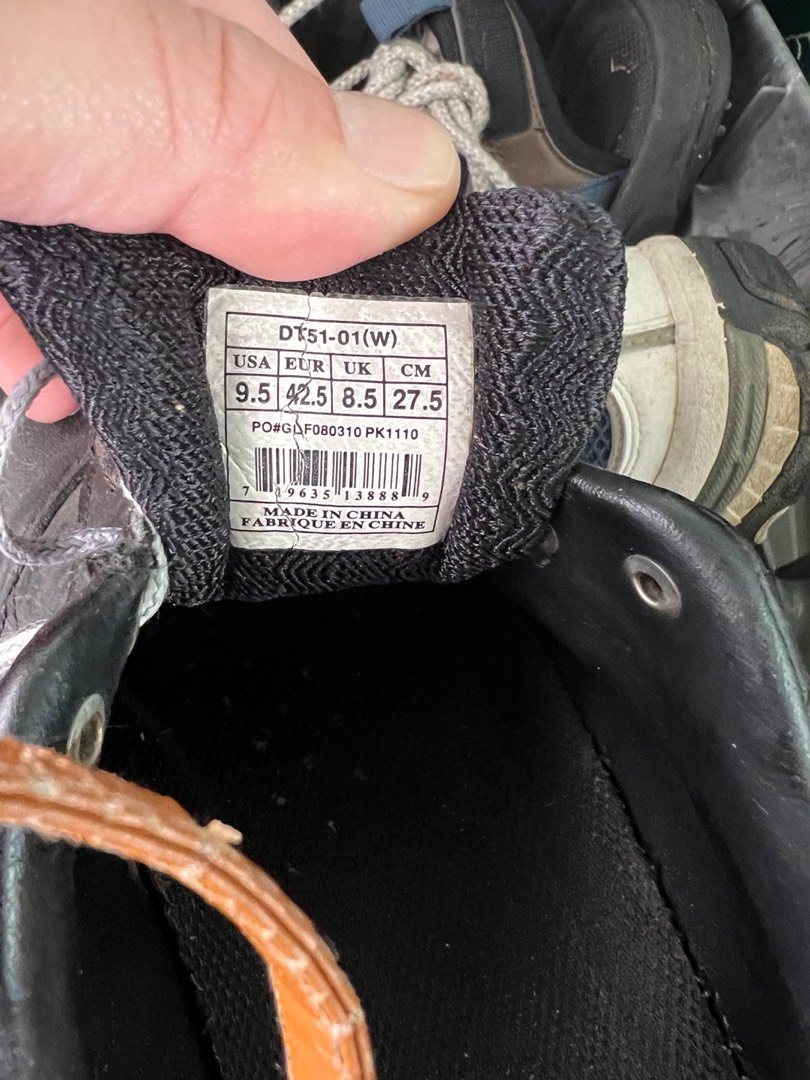 DT51-01(W)
USA EUR UK CM
9.5 42.5 8.5 27.5
PO#GLF080310 PK1110
7 19635 13888 9
MADE IN CHINA
FABRIQUE EN CHINE